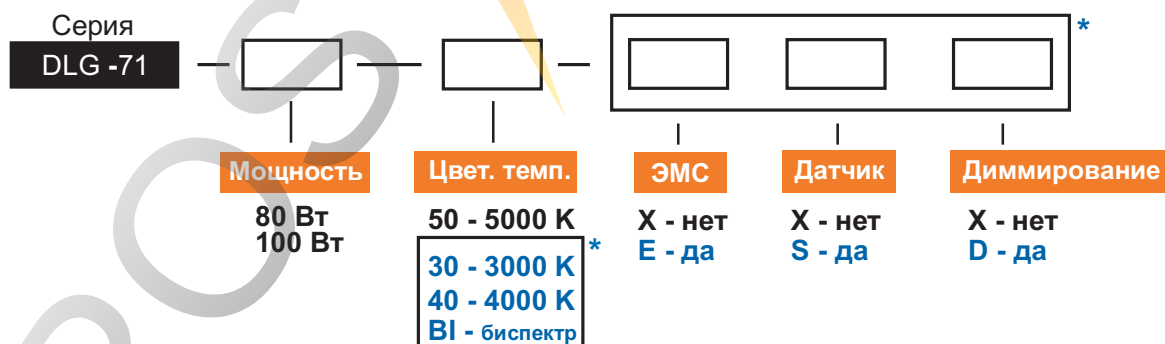 Серия
*
DLG -71
Мощность Цвет. темп. ЭМС Датчик Диммирование
80 Вт 50 - 5000 K X - нет X - нет X - нет
100 Вт * E - да S - да D - да
30 - 3000 K
40 - 4000 K
BI - биспектр
POS